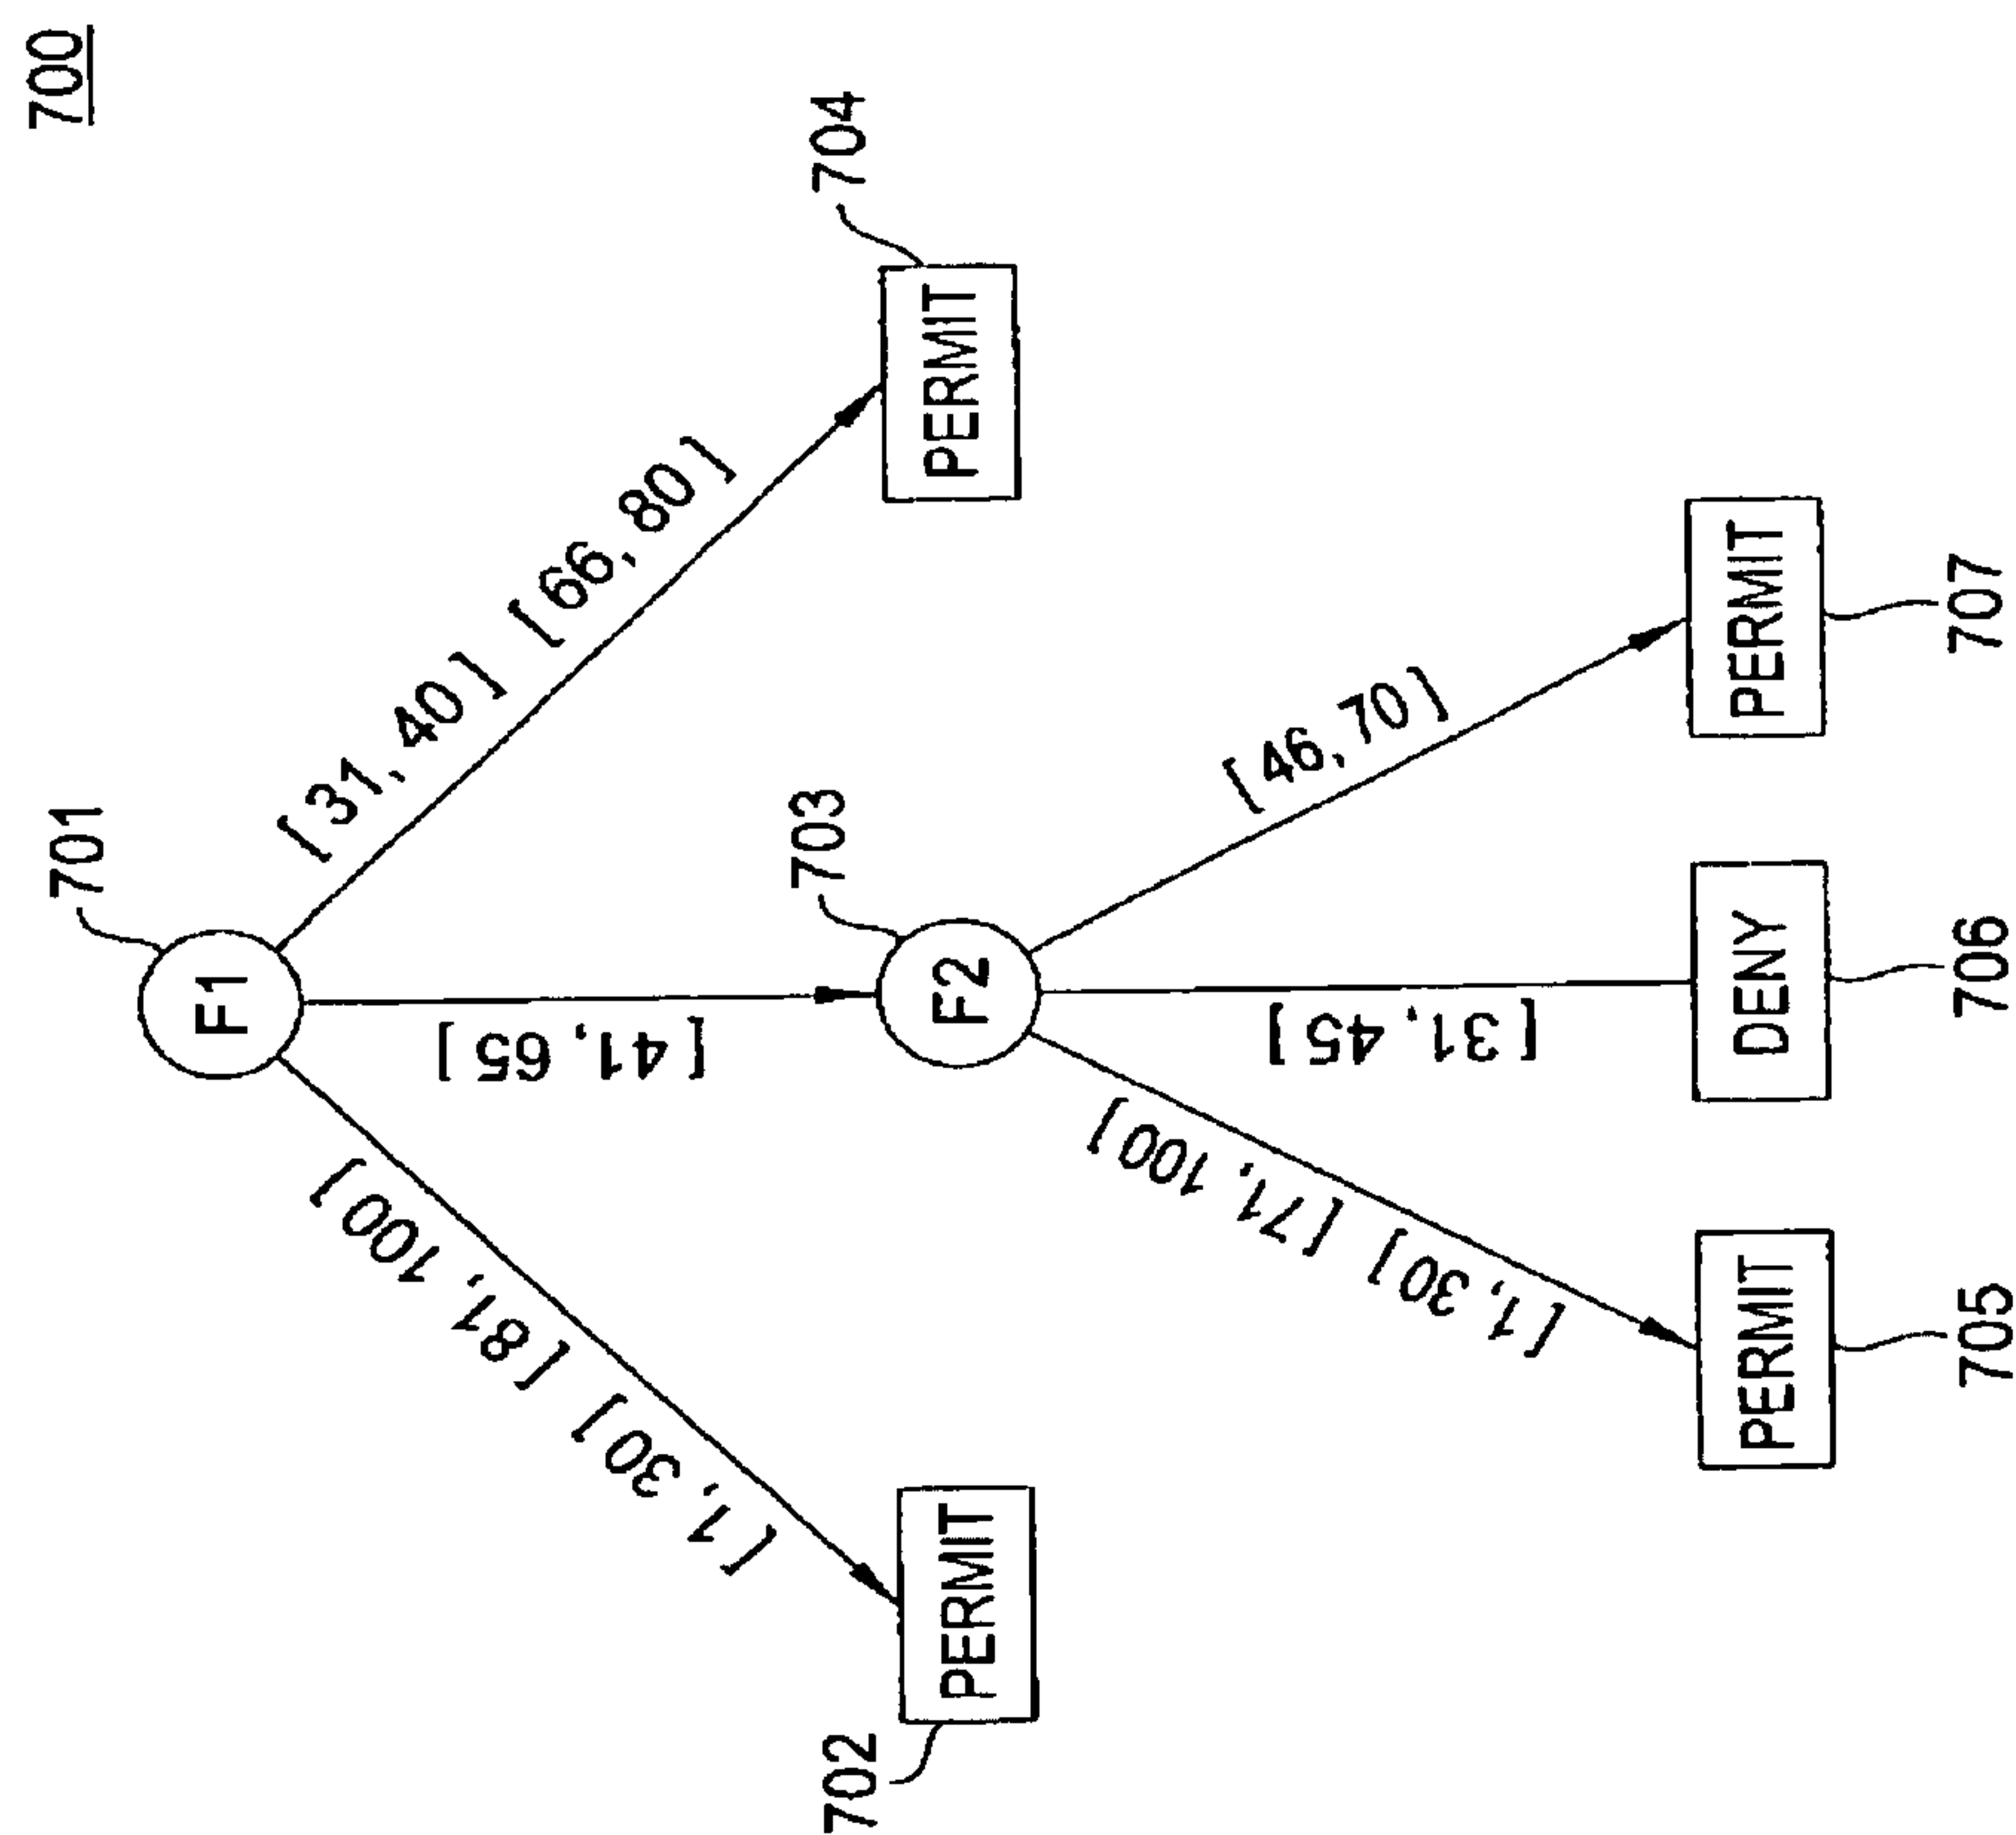 700
701
F1
[31,40] [66,80]
[41,65]
[1,30] [81,100]
702
PERMIT
703
F2
704
PERMIT
[1,30] [71,100]
[31,45]
[46,70]
PERMIT
705
DENY
706
PERMIT
707